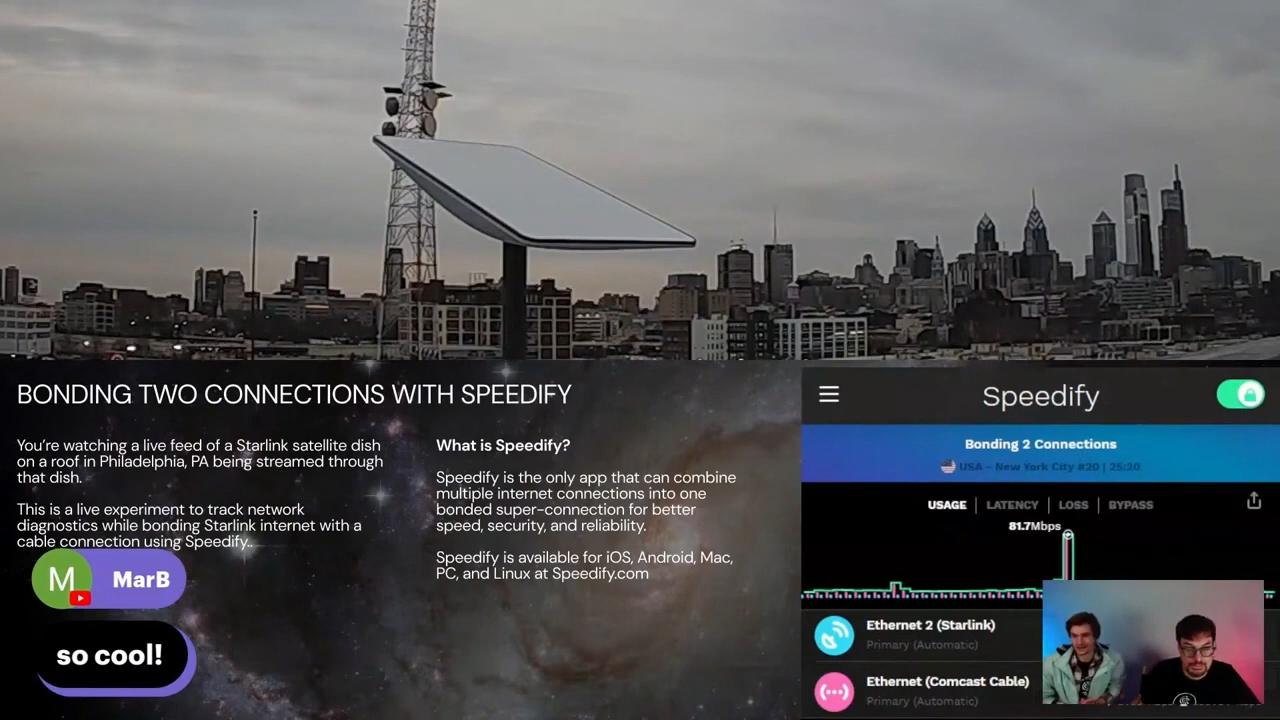 BONDING TWO CONNECTIONS WITH SPEEDIFY
You're watching a live feed of a Starlink satellite dish
on a roof in Philadelphia, PA being streamed through
that dish.
This is a live experiment to track network
diagnostics while bonding Starlink internet with a
cable connection using Speedify..
M
MarB
so cool!
What is Speedify?
Speedify is the only app that can combine
multiple internet connections into one
bonded super-connection for better
speed, security, and reliability.
Speedify is available for iOS, Android, Mac,
PC, and Linux at Speedify.com
Speedify
Bonding 2 Connections
USA - New York City #20 | 25:20
USAGE | LATENCY | LOSS | BYPASS
81.7Mbps
Ethernet 2 (Starlink)
Primary (Automatic)
Ethernet (Comcast Cable)
Primary (Automatic)